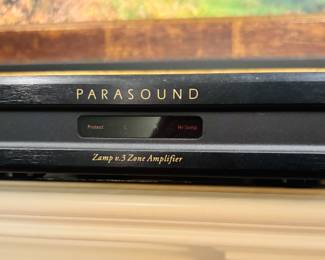 PARASOUND
Protect Hi-Temp
Zamp v.3 Zone Amplifier